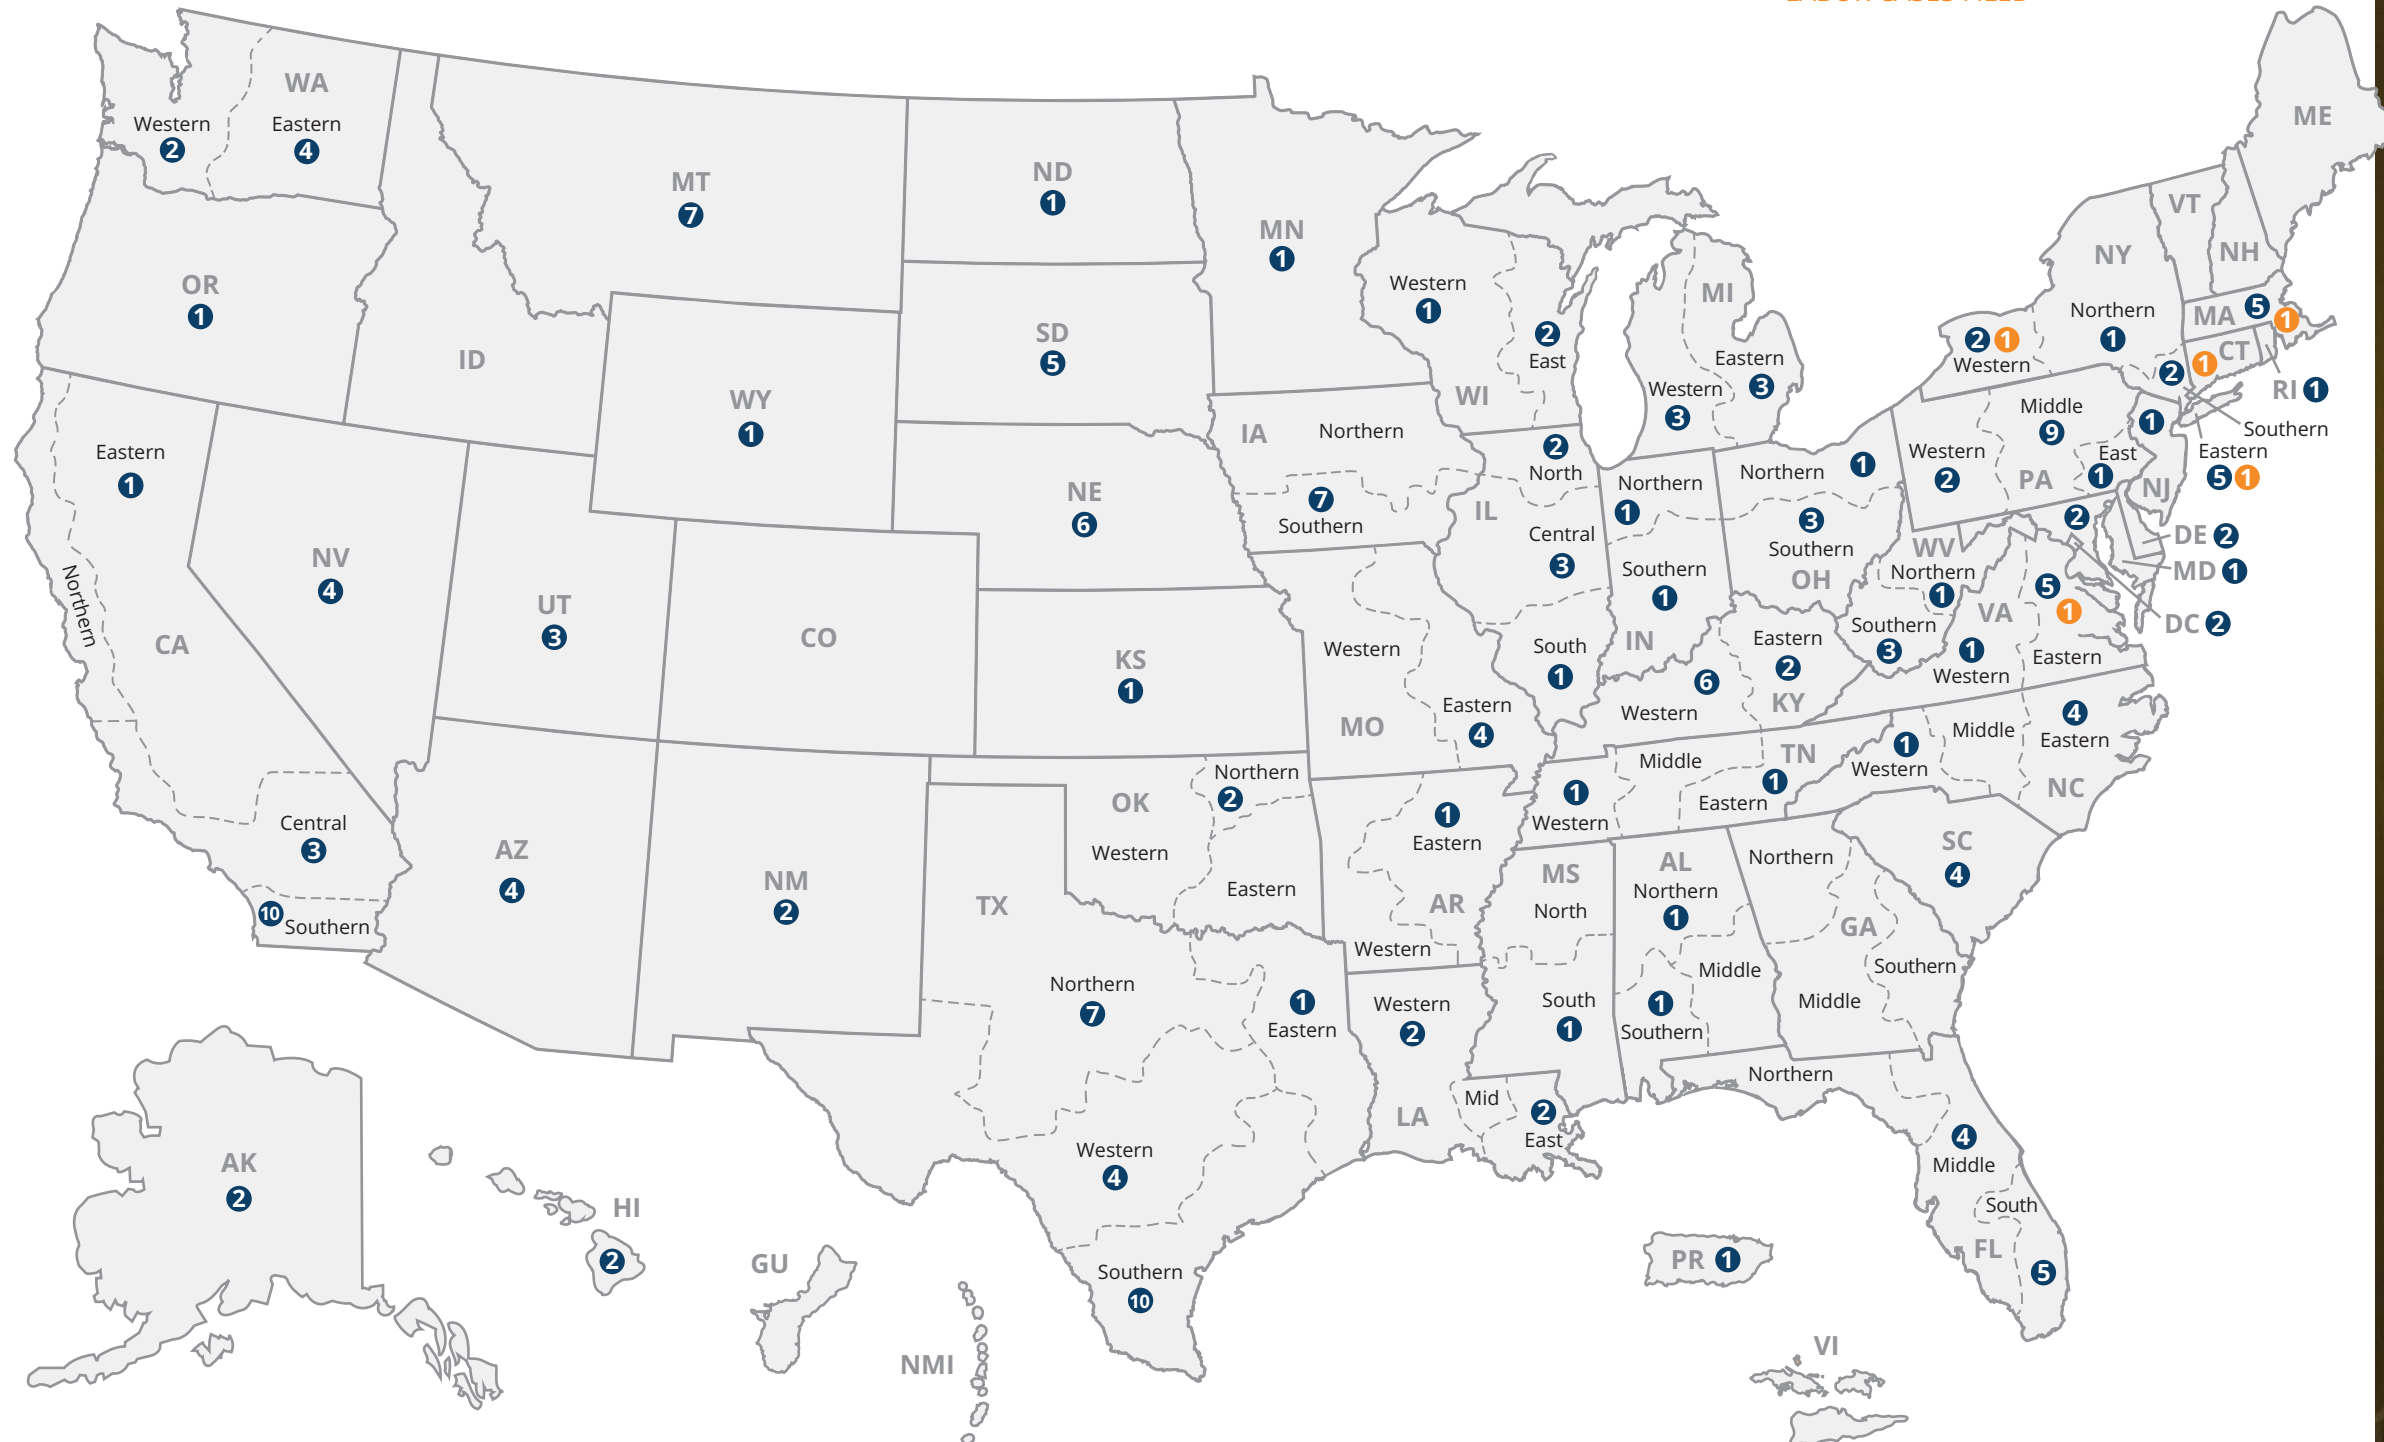 WA
Western
2
Eastern
4
OR
1
ID
MT
7
ND
1
MN
1
SD
5
WY
1
NE
6
Eastern
1
Northern
CA
Central
3
10
Southern
NV
4
UT
3
CO
KS
1
AZ
4
NM
2
TX
Northern
7
1
Eastern
Western
4
Southern
10
OK
Western
Northern
2
Eastern
IA
Northern
7
Southern
MO
Western
Eastern
4
AR
1
Eastern
Western
LA
Western
2
Mid
2
East
WI
Western
1
2
East
MI
Western
3
Eastern
3
IL
2
North
Central
3
South
1
IN
Northern
1
Southern
1
OH
Northern
1
3
Southern
KY
Eastern
2
6
Western
TN
1
Western
Middle
1
Eastern
MS
North
South
1
AL
Northern
1
Middle
1
Southern
GA
Northern
Middle
Southern
FL
Northern
4
Middle
South
5
SC
4
NC
1
Western
Middle
4
Eastern
VA
5
1
Eastern
1
Western
WV
Northern
1
Southern
3
PA
Western
2
Middle
9
East
1
NY
2 1
Western
Northern
1
2
Southern
Eastern
5 1
VT
NH
ME
MA 5
1
1 CT
RI 1
1
NJ
DE 2
2
MD 1
DC 2
AK
2
HI
2
GU
NMI
PR 1
VI